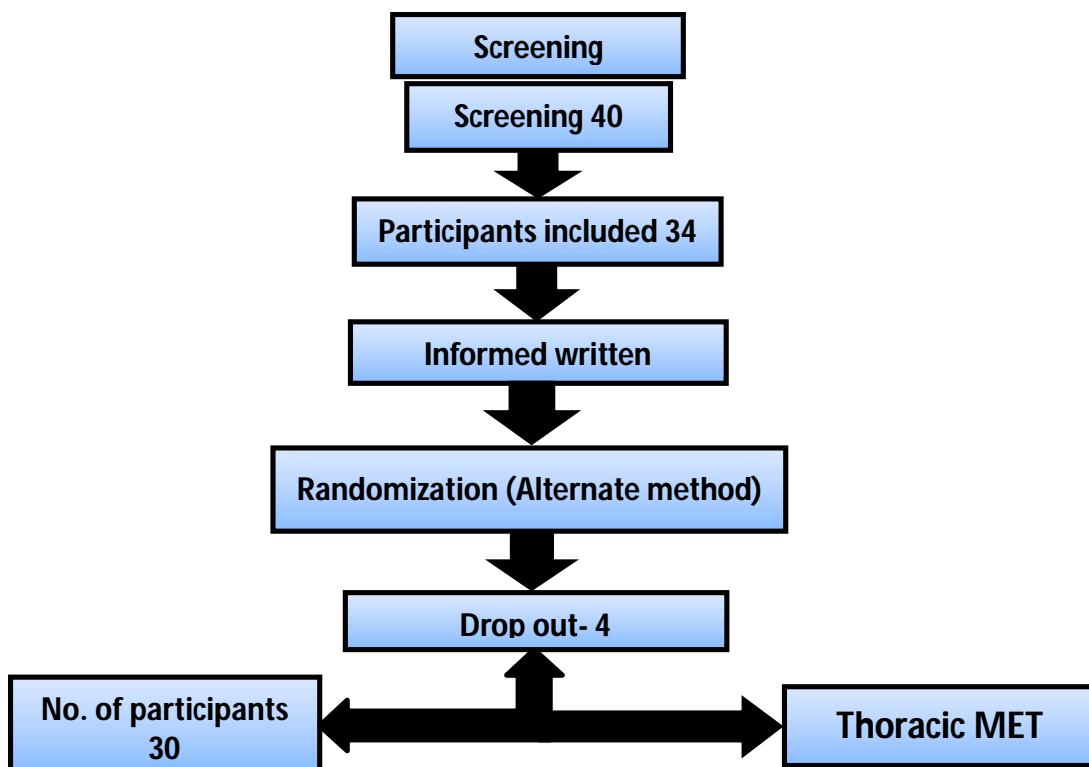 Screening
Screening 40
Participants included 34
Informed written
Randomization (Alternate method)
Drop out- 4
No. of participants
30
Thoracic MET